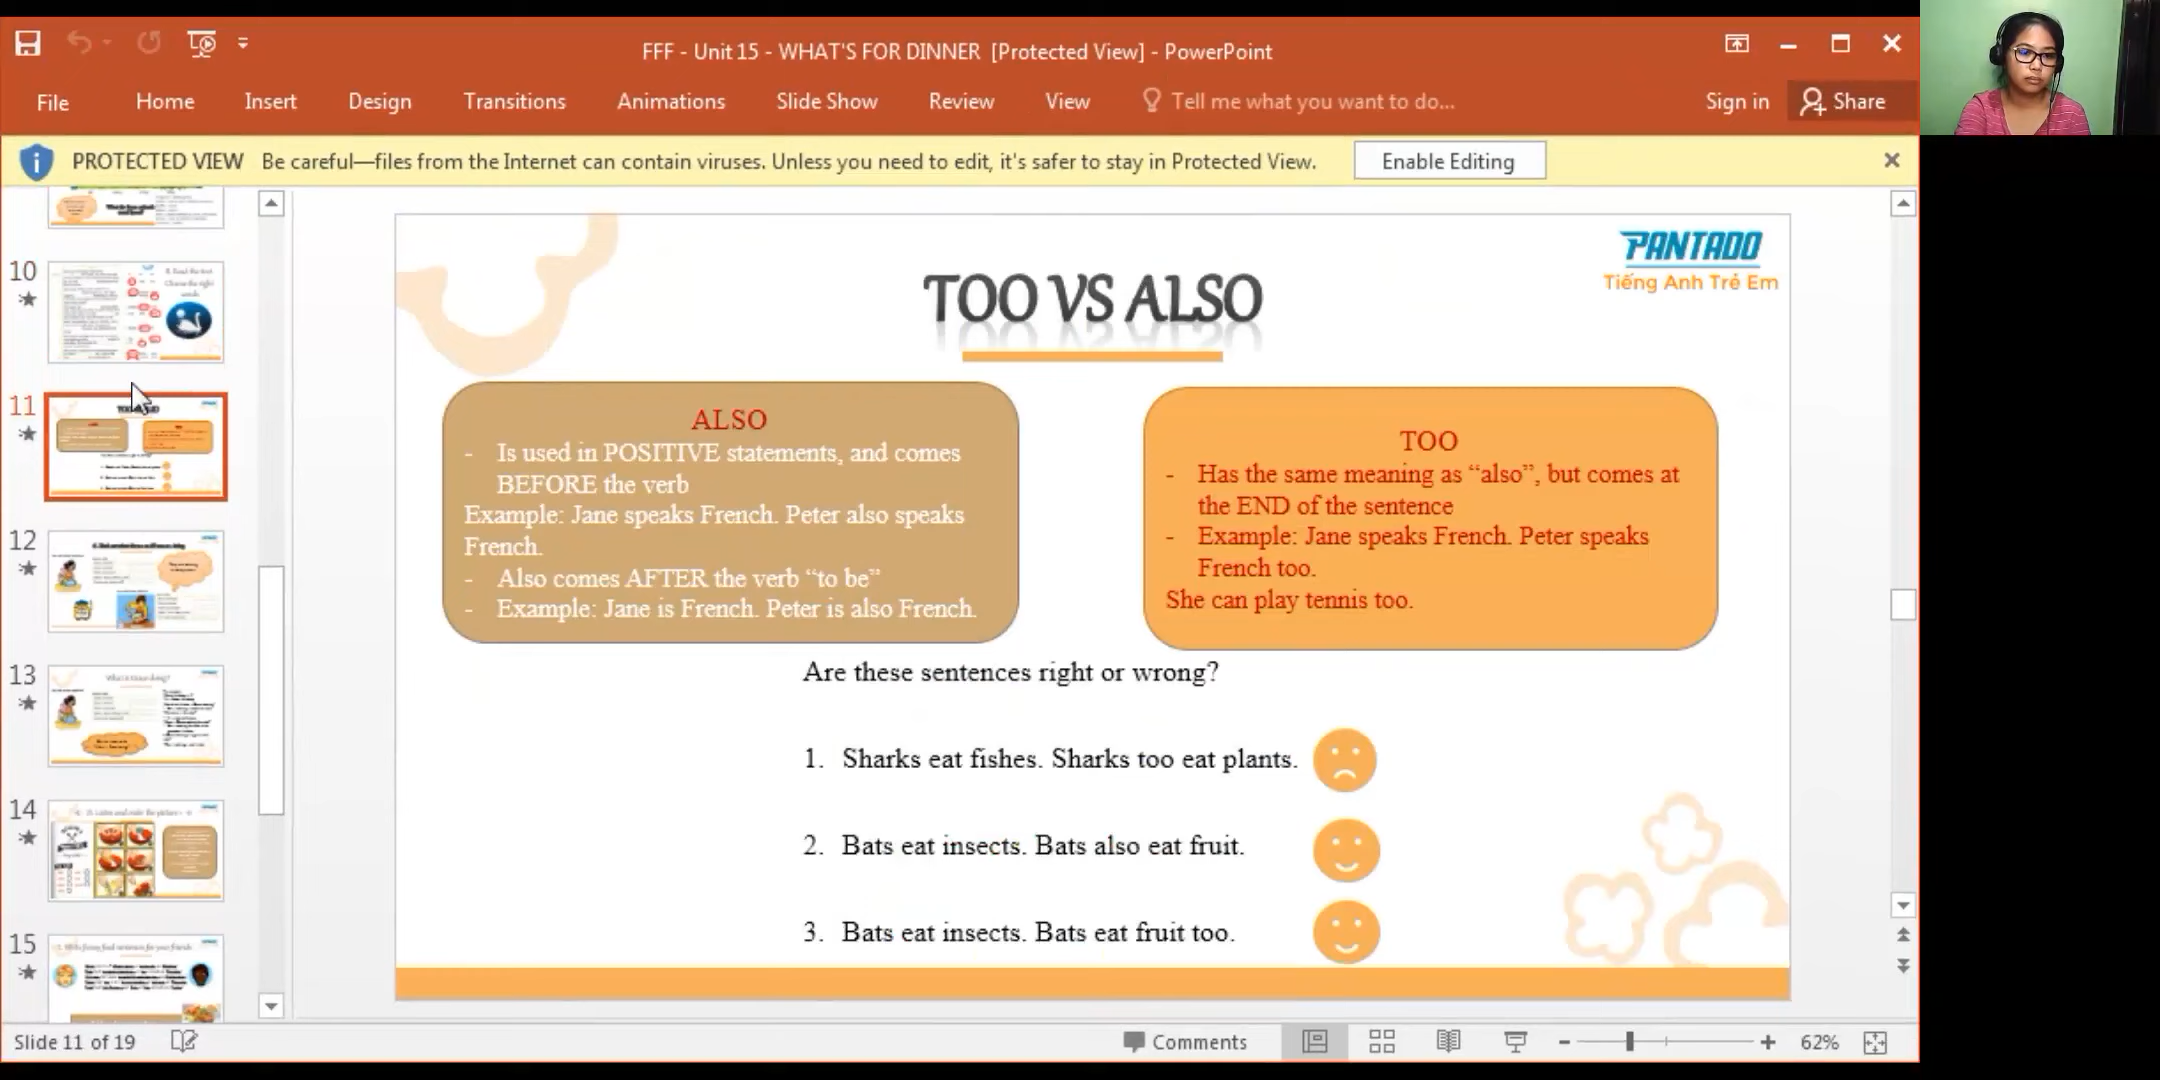 FFF - Unit 15 - WHAT'S FOR DINNER [Protected View] - PowerPoint
File Home Insert Design Transitions Animations Slide Show Review View Tell me what you want to do... Sign in Share
PROTECTED VIEW Be careful—files from the Internet can contain viruses. Unless you need to edit, it's safer to stay in Protected View. Enable Editing
10
11
12
13
14
15
PANTADO
Tiếng Anh Trẻ Em
TOO VS ALSO
ALSO
- Is used in POSITIVE statements, and comes
BEFORE the verb
Example: Jane speaks French. Peter also speaks
French.
- Also comes AFTER the verb “to be”
- Example: Jane is French. Peter is also French.
TOO
- Has the same meaning as “also”, but comes at
the END of the sentence
- Example: Jane speaks French. Peter speaks
French too.
She can play tennis too.
Are these sentences right or wrong?
1. Sharks eat fishes. Sharks too eat plants.
2. Bats eat insects. Bats also eat fruit.
3. Bats eat insects. Bats eat fruit too.
Slide 11 of 19 Comments 62%